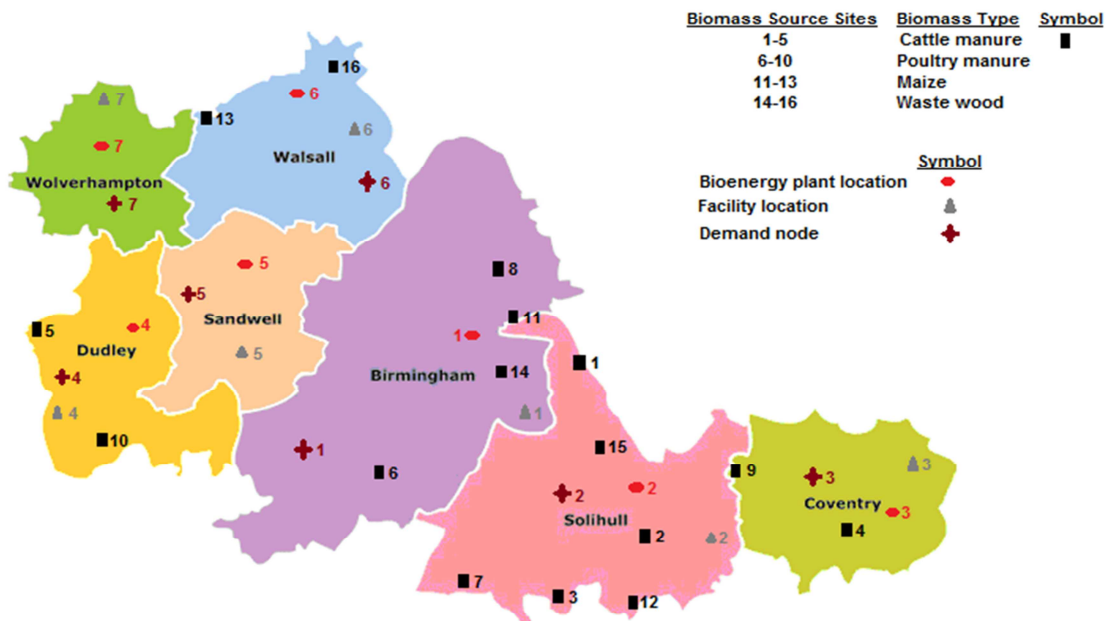 Biomass Source Sites Biomass Type Symbol
1-5 Cattle manure
6-10 Poultry manure
11-13 Maize
14-16 Waste wood
Symbol
Bioenergy plant location
Facility location
Demand node
16
7
6
13
6
7
Walsall
Wolverhampton
6
7
5
8
5
Sandwell
11
5
4
1
Dudley
5
1
4
Birmingham
14
4
1
10
1
15
6
9
3
3
2
2
Solihull
Coventry
3
2
2
4
7
3
12